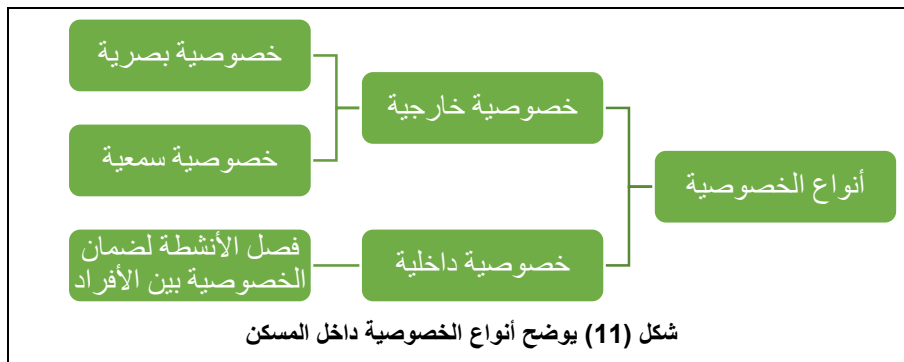 أنواع الخصوصية
خصوصية خارجية
خصوصية بصرية
خصوصية سمعية
خصوصية داخلية
فصل الأنشطة لضمان
الخصوصية بين الأفراد
شكل (11) يوضح أنواع الخصوصية داخل المسكن